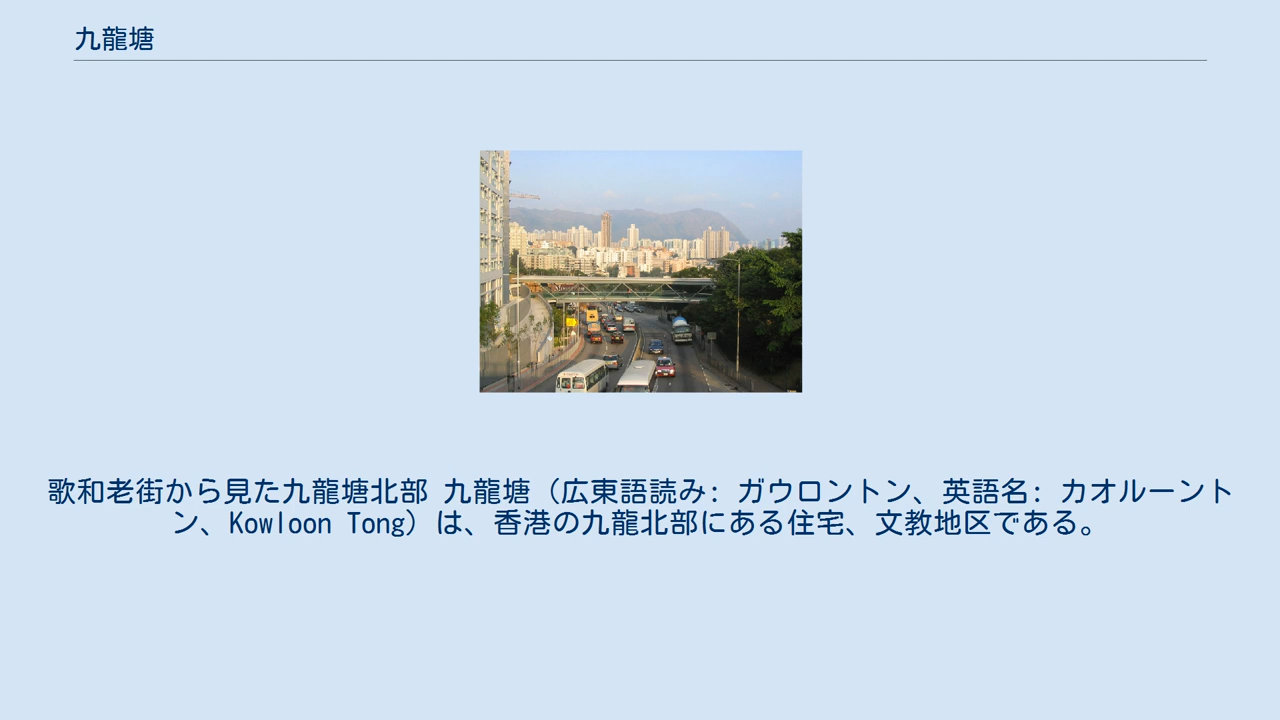 九龍塘
歌和老街から見た九龍塘北部 九龍塘（広東語読み: ガウロントン、英語名: カオルーント
ン、Kowloon Tong）は、香港の九龍北部にある住宅、文教地区である。